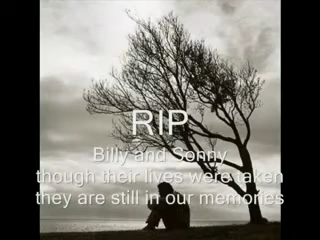 RIP
Billy and Sonny
though their lives were taken
they are still in our memories